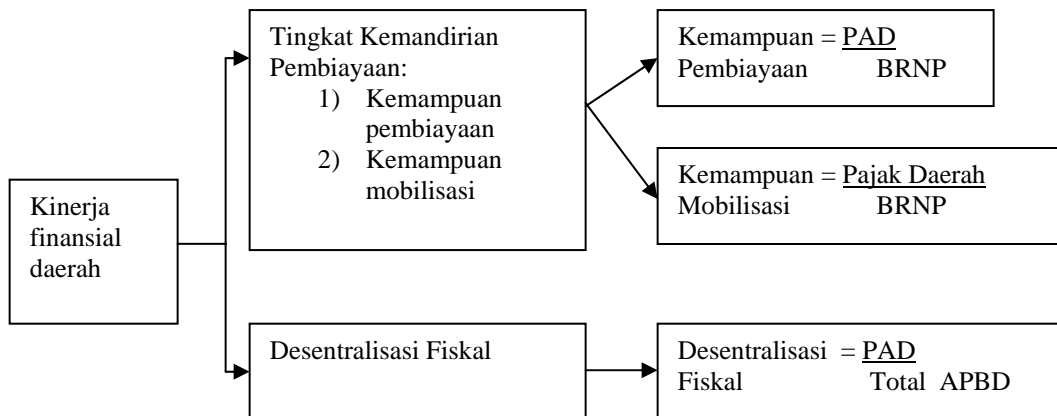 Kinerja
finansial
daerah
Tingkat Kemandirian
Pembiayaan:
1) Kemampuan
pembiayaan
2) Kemampuan
mobilisasi
Kemampuan = PAD
Pembiayaan BRNP
Kemampuan = Pajak Daerah
Mobilisasi BRNP
Desentralisasi Fiskal
Desentralisasi = PAD
Fiskal Total APBD